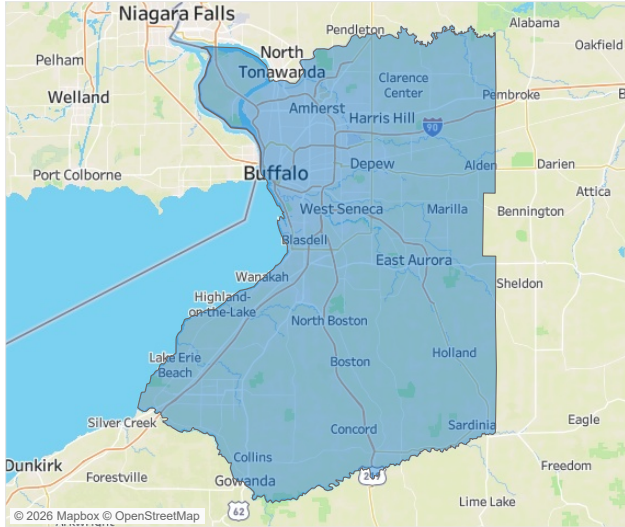 Niagara Falls
Alabama
Pendleton
North
Tonawanda
Oakfield
Pelham
Clarence
Center
Welland
Amherst
Pembroke
Harris Hill
90
Depew
Alden
Darien
Port Colborne
Buffalo
Attica
West Seneca
Marilla
Bennington
Blasdell
East Aurora
Wanakah
Sheldon
Highland-
on-the-Lake
North Boston
Lake Erie
Beach
Boston
Holland
Silver Creek
Concord
Sardinia
Eagle
Dunkirk
Collins
Freedom
Forestville
Gowanda
62
Lime Lake
© 2026 Mapbox © OpenStreetMap